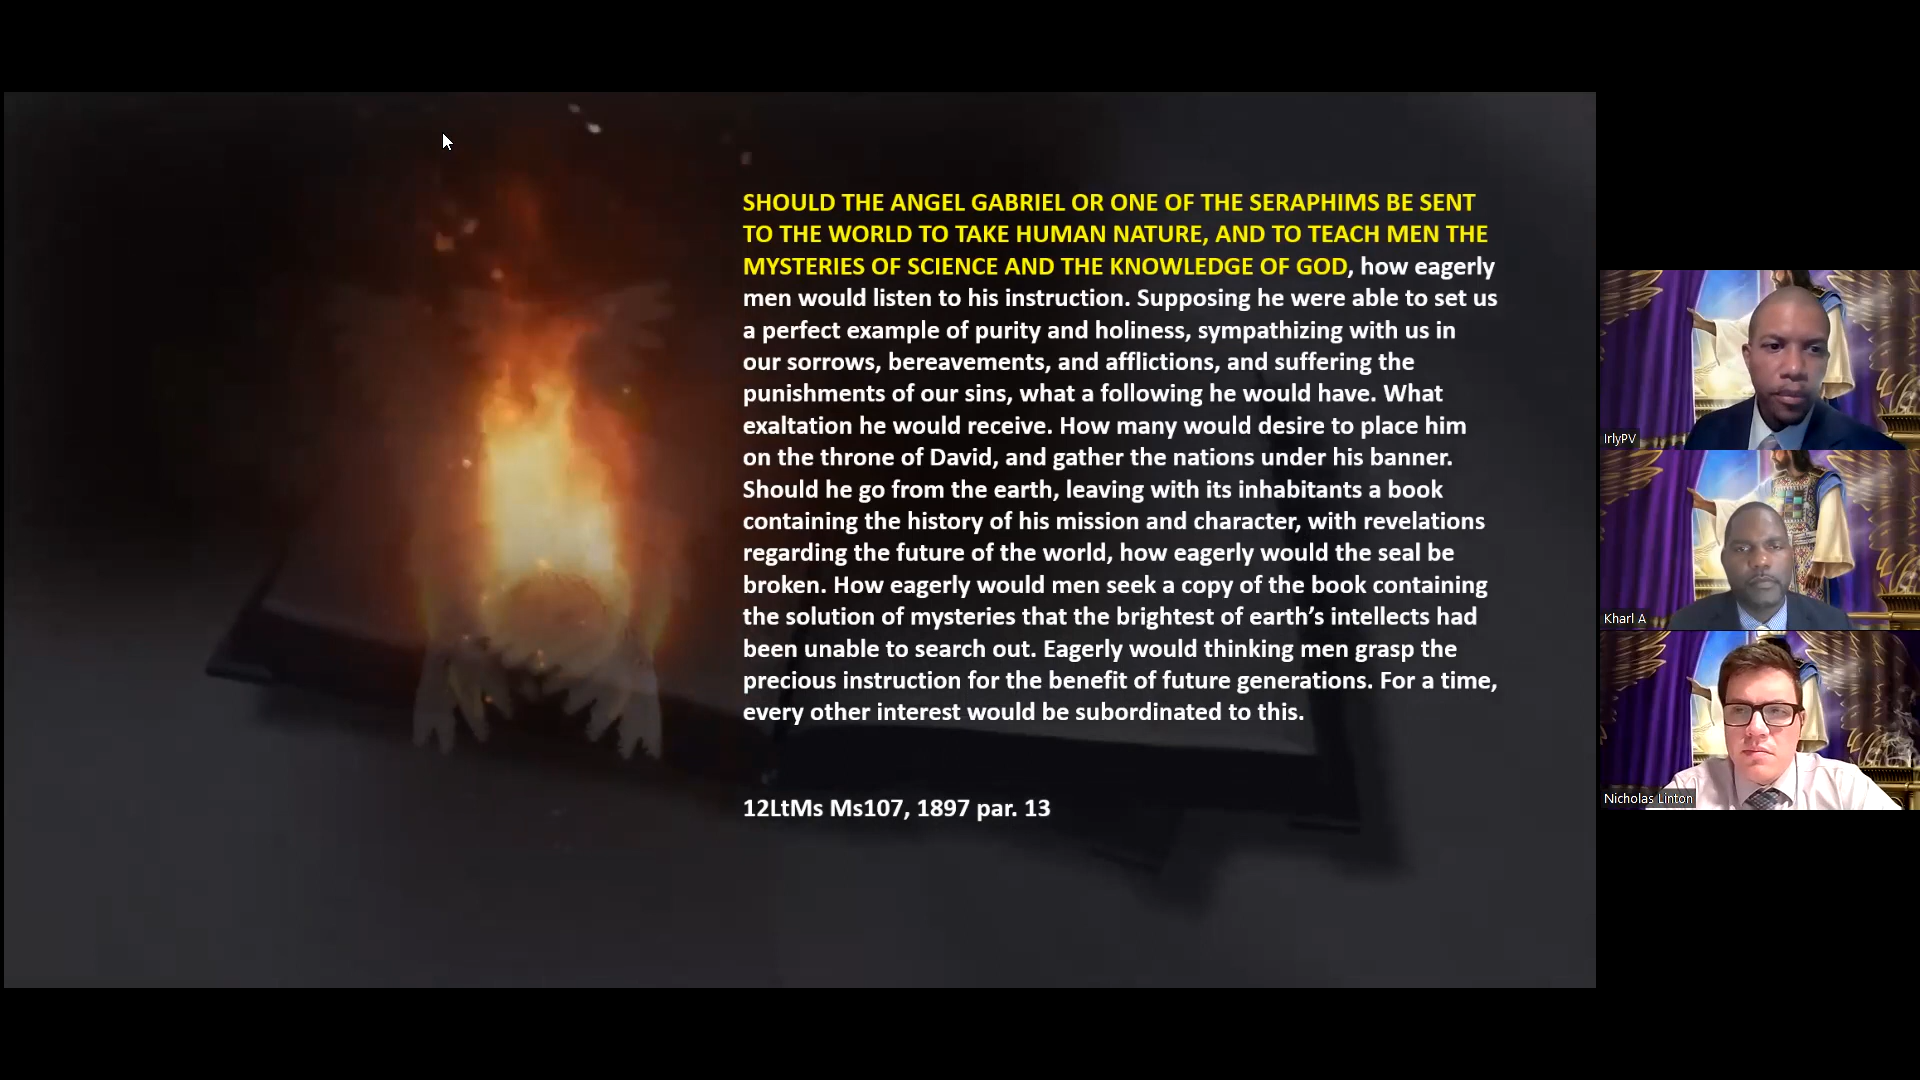 SHOULD THE ANGEL GABRIEL OR ONE OF THE SERAPHIMS BE SENT
TO THE WORLD TO TAKE HUMAN NATURE, AND TO TEACH MEN THE
MYSTERIES OF SCIENCE AND THE KNOWLEDGE OF GOD, how eagerly
men would listen to his instruction. Supposing he were able to set us
a perfect example of purity and holiness, sympathizing with us in
our sorrows, bereavements, and afflictions, and suffering the
punishments of our sins, what a following he would have. What
exaltation he would receive. How many would desire to place him
on the throne of David, and gather the nations under his banner.
Should he go from the earth, leaving with its inhabitants a book
containing the history of his mission and character, with revelations
regarding the future of the world, how eagerly would the seal be
broken. How eagerly would men seek a copy of the book containing
the solution of mysteries that the brightest of earth’s intellects had
been unable to search out. Eagerly would thinking men grasp the
precious instruction for the benefit of future generations. For a time,
every other interest would be subordinated to this.
12LtMs Ms107, 1897 par. 13
IrlyPV
Kharl A
Nicholas Linton